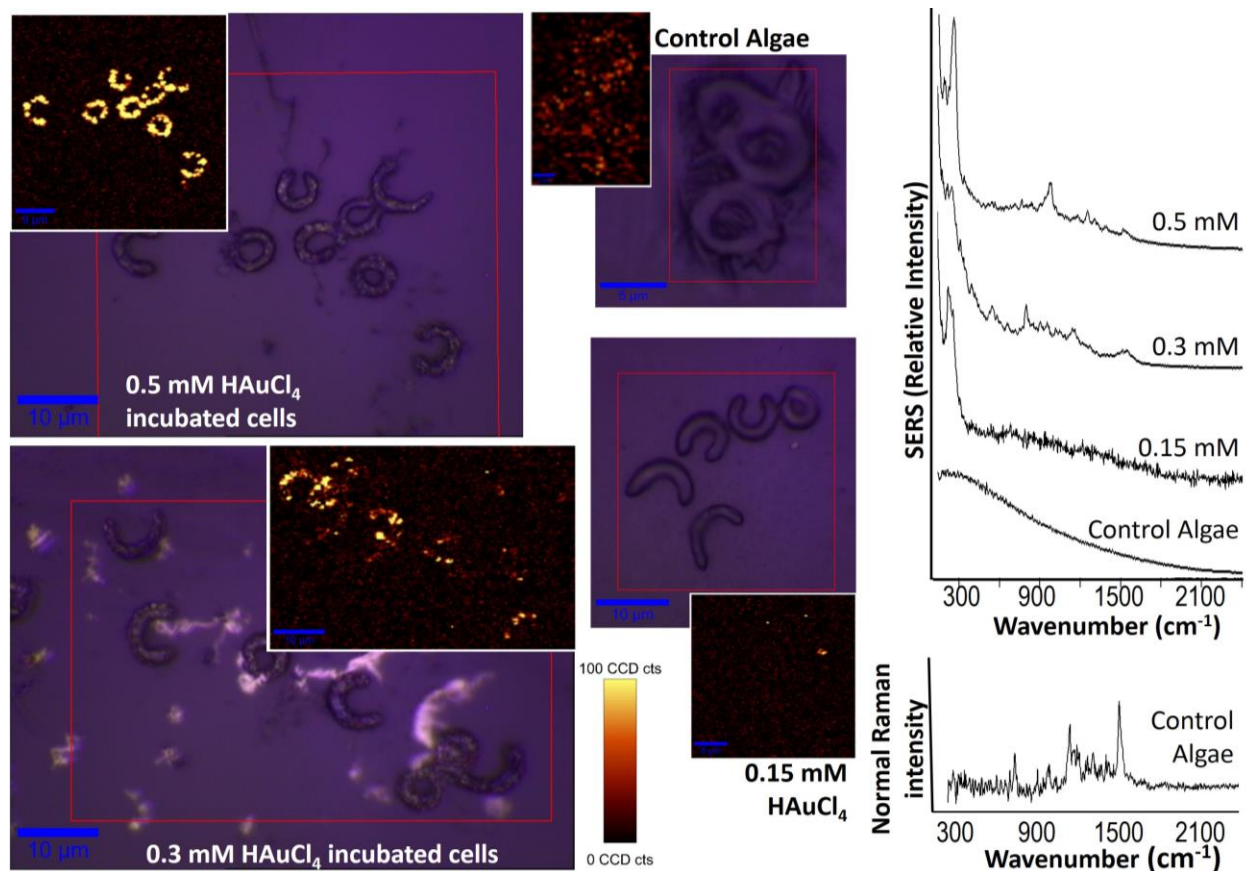 Control Algae
0.5 mM HAuCl₄
incubated cells
10 µm
5 µm
10 µm
0.15 mM
HAuCl₄
100 CCD cts
0 CCD cts
10 µm
0.3 mM HAuCl₄ incubated cells
SERS (Relative Intensity)
0.5 mM
0.3 mM
0.15 mM
Control Algae
300 900 1500 2100
Wavenumber (cm⁻¹)
Normal Raman
intensity
Control
Algae
300 900 1500 2100
Wavenumber (cm⁻¹)